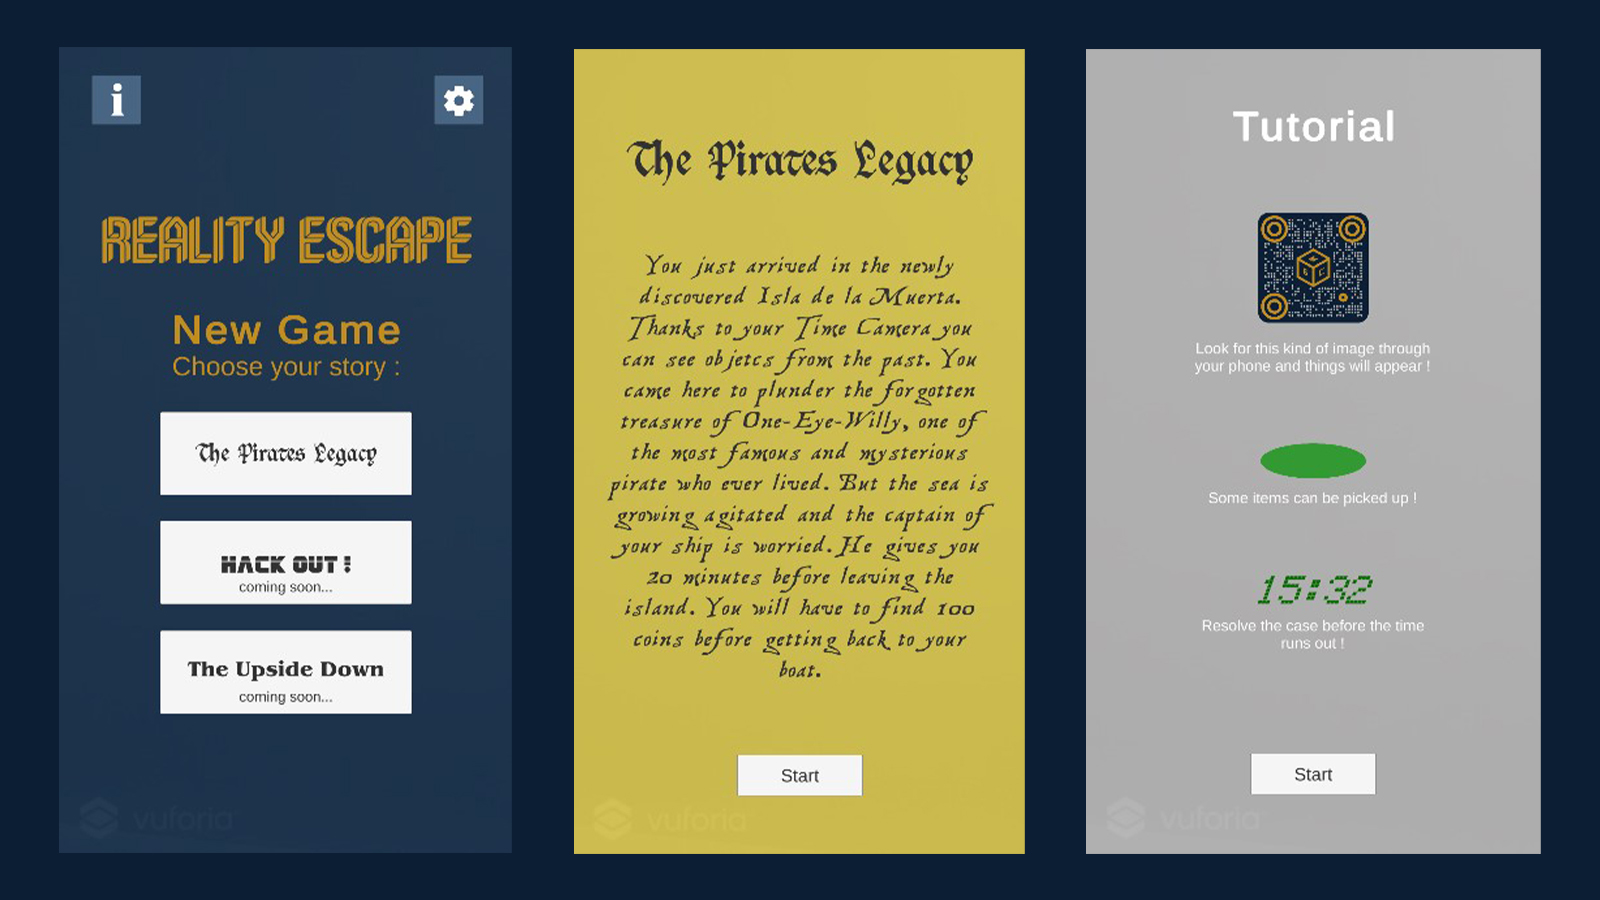 REALITY ESCAPE
New Game
Choose your story :
The Pirates Legacy
HACK OUT !
coming soon...
The Upside Down
coming soon...
vuforia
The Pirates Legacy
You just arrived in the newly
discovered Isla de la Muerta.
Thanks to your Time Camera you
can see objetcs from the past. You
came here to plunder the forgotten
treasure of One-Eye-Willy, one of
the most famous and mysterious
pirate who ever lived. But the sea is
growing agitated and the captain of
your ship is worried. He gives you
20 minutes before leaving the
island. You will have to find 100
coins before getting back to your
boat.
Start
vuforia
Tutorial
Look for this kind of image through
your phone and things will appear !
Some items can be picked up !
15:32
Resolve the case before the time
runs out !
Start
vuforia